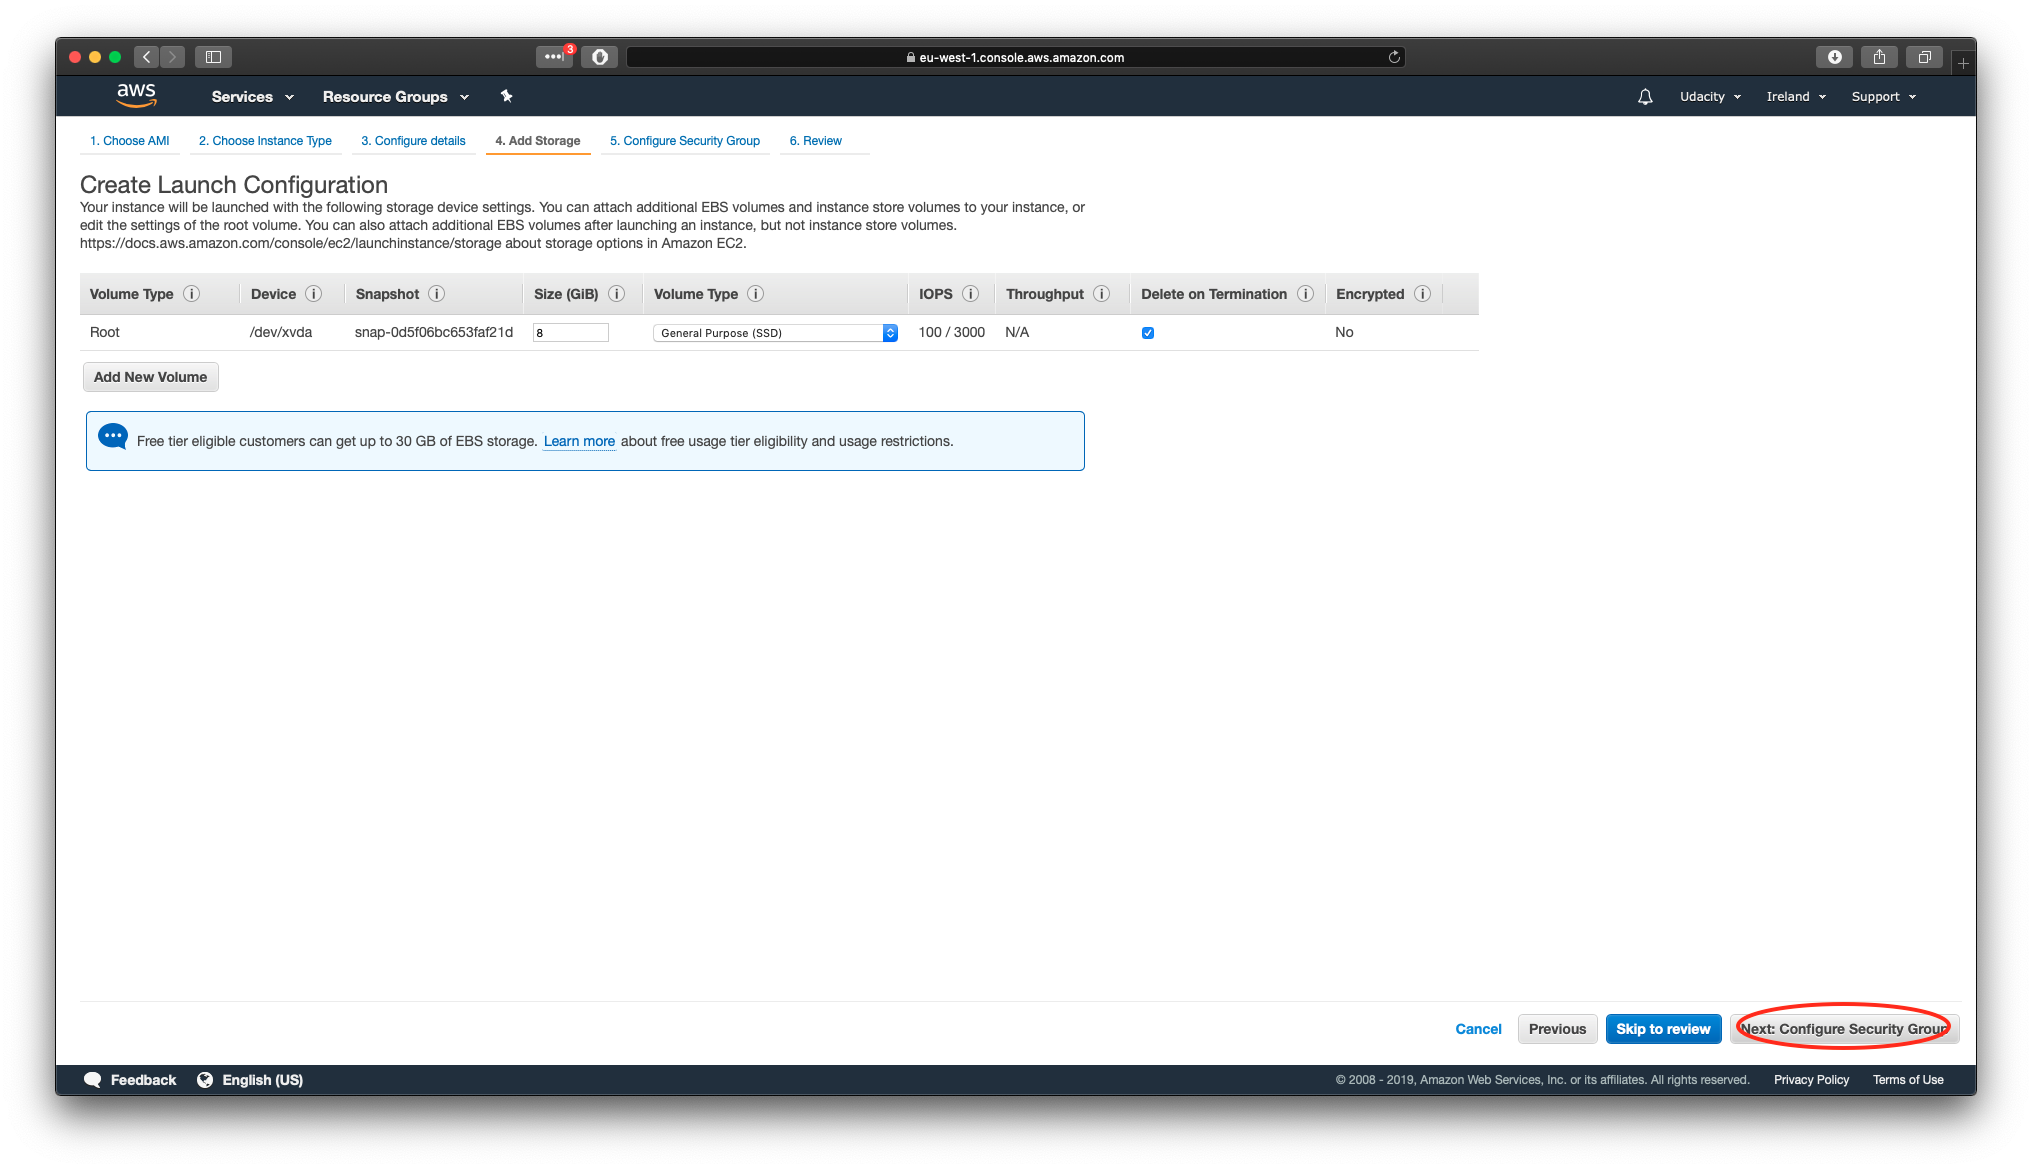 3
eu-west-1.console.aws.amazon.com
aws
Services
Resource Groups
Udacity
Ireland
Support
1. Choose AMI
2. Choose Instance Type
3. Configure details
4. Add Storage
5. Configure Security Group
6. Review
Create Launch Configuration
Your instance will be launched with the following storage device settings. You can attach additional EBS volumes and instance store volumes to your instance, or
edit the settings of the root volume. You can also attach additional EBS volumes after launching an instance, but not instance store volumes.
https://docs.aws.amazon.com/console/ec2/launchinstance/storage about storage options in Amazon EC2.
Volume Type
Device
Snapshot
Size (GiB)
Volume Type
IOPS
Throughput
Delete on Termination
Encrypted
Root
/dev/xvda
snap-0d5f06bc653faf21d
8
General Purpose (SSD)
100 / 3000
N/A
No
Add New Volume
Free tier eligible customers can get up to 30 GB of EBS storage. Learn more about free usage tier eligibility and usage restrictions.
Cancel
Previous
Skip to review
Next: Configure Security Group
Feedback
English (US)
© 2008 - 2019, Amazon Web Services, Inc. or its affiliates. All rights reserved.
Privacy Policy
Terms of Use